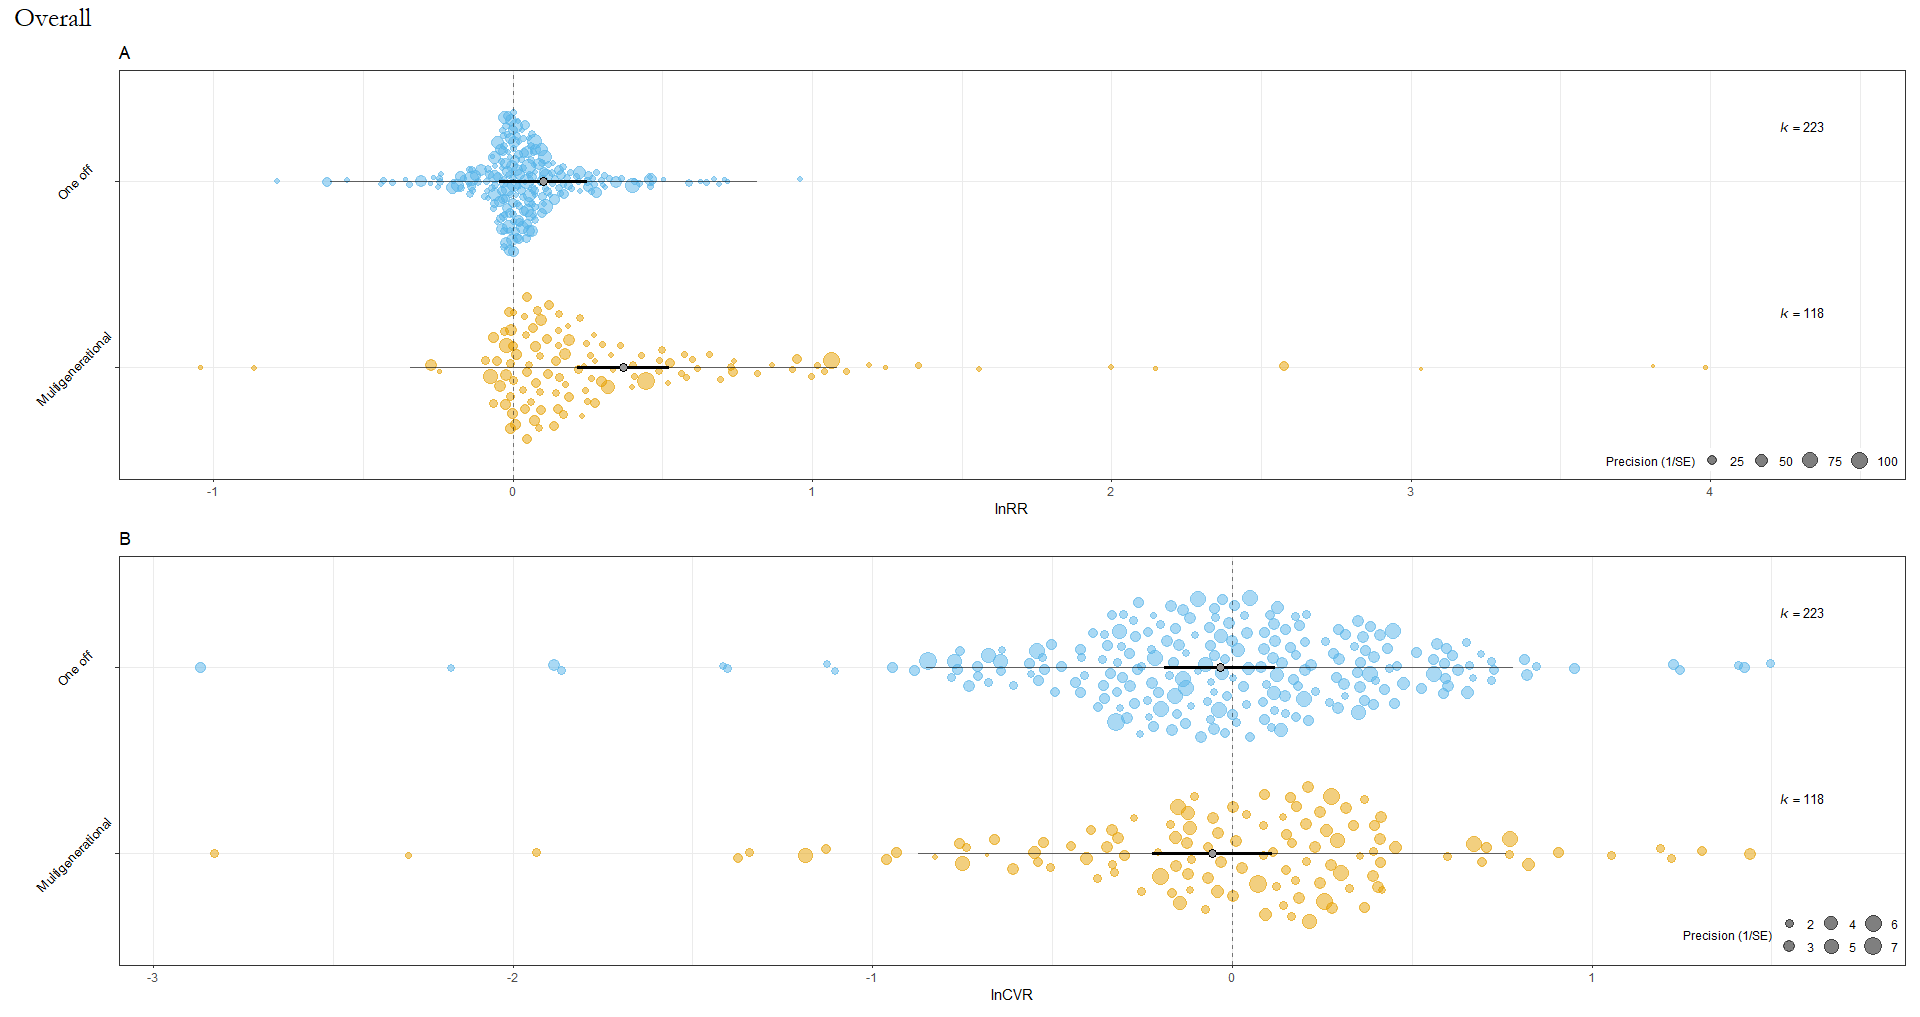 Overall
A
One off
k = 223
Multigenerational
k = 118
Precision (1/SE) 25 50 75 100
-1 0 1 2 3 4
lnRR
B
One off
k = 223
Multigenerational
k = 118
Precision (1/SE)
2 4 6
3 5 7
-3 -2 -1 0 1
lnCVR